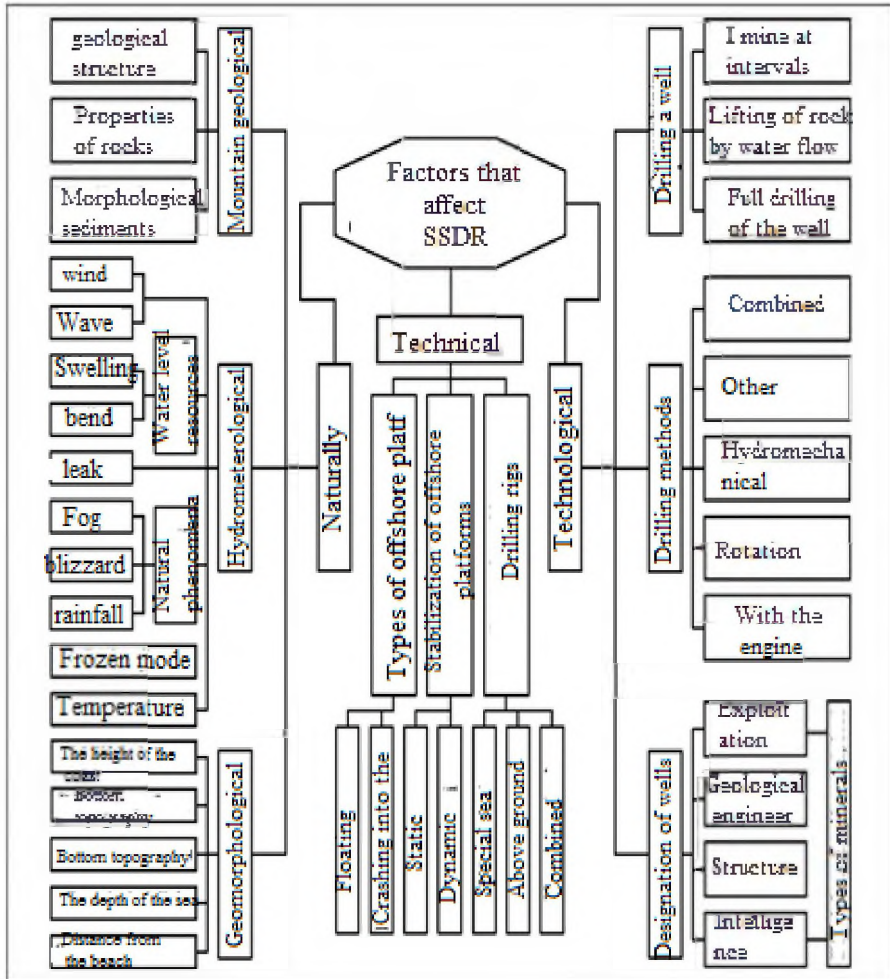 Factors that
affect
SSDR
geological
structure
Properties
of rocks
Morphological
sediments
Mountain geological
wind
Wave
Swelling
bend
Water level
resources
leak
Fog
blizzard
rainfall
Natural
phenomena
Frozen mode
Temperature
Hydrometerological
The height of the
topography
Bottom topography
The depth of the sea
Distance from
the beach
Geomorphological
Naturally
Technical
Types of offshore platf
Stabilization of offshore
platforms
Drilling rigs
Floating
Crashing into the
Static
Dynamic
Special sea
Above ground
Combined
Technological
Drilling a well
I mine at
intervals
Lifting of rock
by water flow
Full drilling
of the well
Drilling methods
Combined
Other
Hydromecha
nical
Rotation
With the
engine
Designation of wells
Exploit
ation
Geological
engineer
Structure
Intellige
nce
Types of minerals